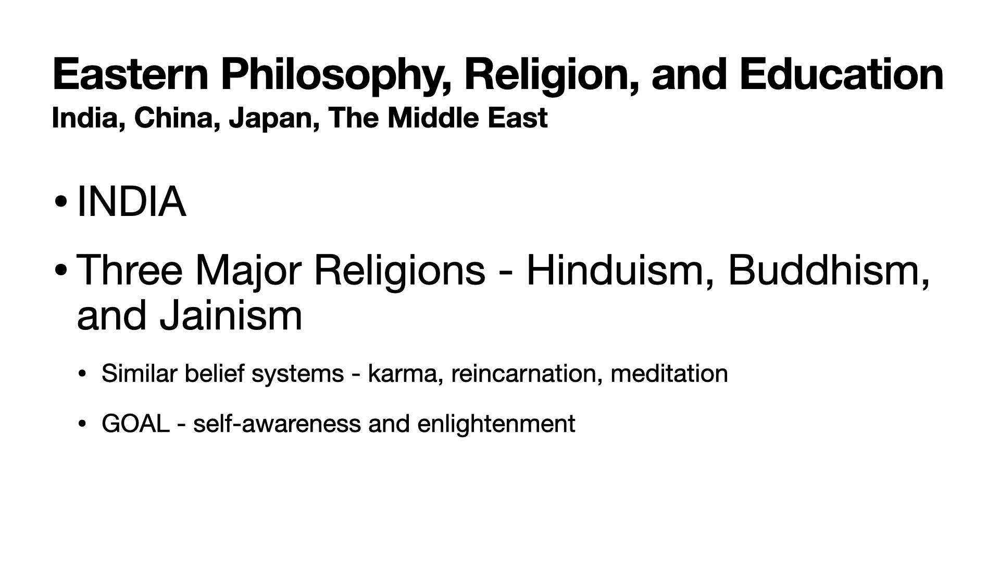 Eastern Philosophy, Religion, and Education
India, China, Japan, The Middle East
• INDIA
• Three Major Religions - Hinduism, Buddhism,
and Jainism
• Similar belief systems - karma, reincarnation, meditation
• GOAL - self-awareness and enlightenment